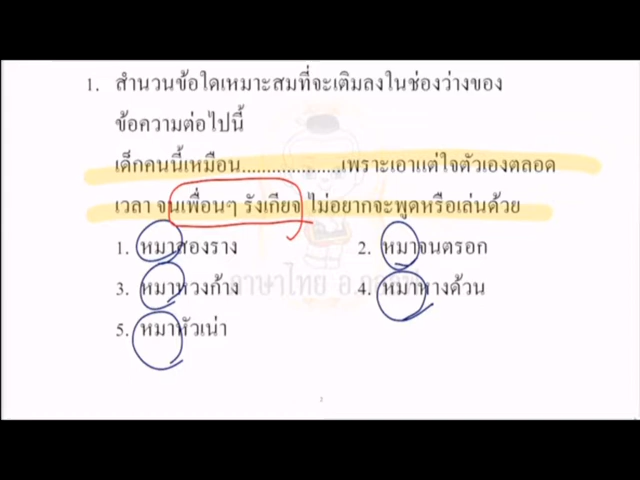 1. สำนวนข้อใดเหมาะสมที่จะเติมลงในช่องว่างของ
ข้อความต่อไปนี้
เด็กคนนี้เหมือน....................เพราะเอาแต่ใจตัวเองตลอด
เวลา จนเพื่อนๆ รังเกียจ ไม่อยากจะพูดหรือเล่นด้วย
1. หมาสองราง 2. หมาจนตรอก
3. หมาหวงก้าง 4. หมาหางด้วน
5. หมาหัวเน่า